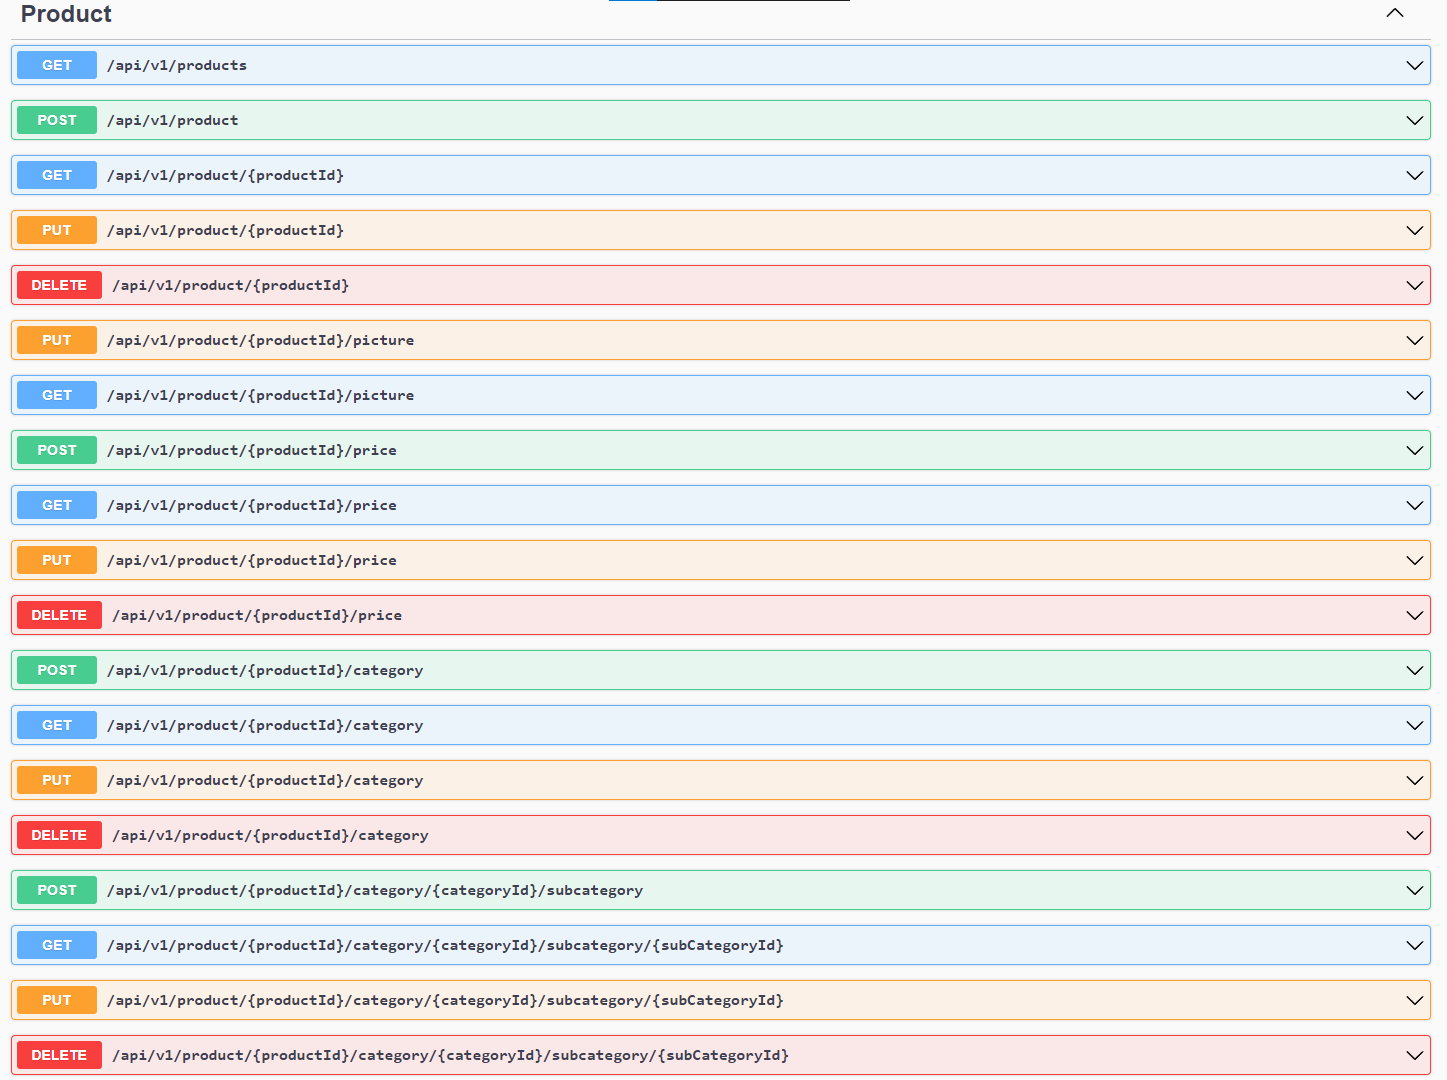 Product
GET /api/v1/products
POST /api/v1/product
GET /api/v1/product/{productId}
PUT /api/v1/product/{productId}
DELETE /api/v1/product/{productId}
PUT /api/v1/product/{productId}/picture
GET /api/v1/product/{productId}/picture
POST /api/v1/product/{productId}/price
GET /api/v1/product/{productId}/price
PUT /api/v1/product/{productId}/price
DELETE /api/v1/product/{productId}/price
POST /api/v1/product/{productId}/category
GET /api/v1/product/{productId}/category
PUT /api/v1/product/{productId}/category
DELETE /api/v1/product/{productId}/category
POST /api/v1/product/{productId}/category/{categoryId}/subcategory
GET /api/v1/product/{productId}/category/{categoryId}/subcategory/{subCategoryId}
PUT /api/v1/product/{productId}/category/{categoryId}/subcategory/{subCategoryId}
DELETE /api/v1/product/{productId}/category/{categoryId}/subcategory/{subCategoryId}